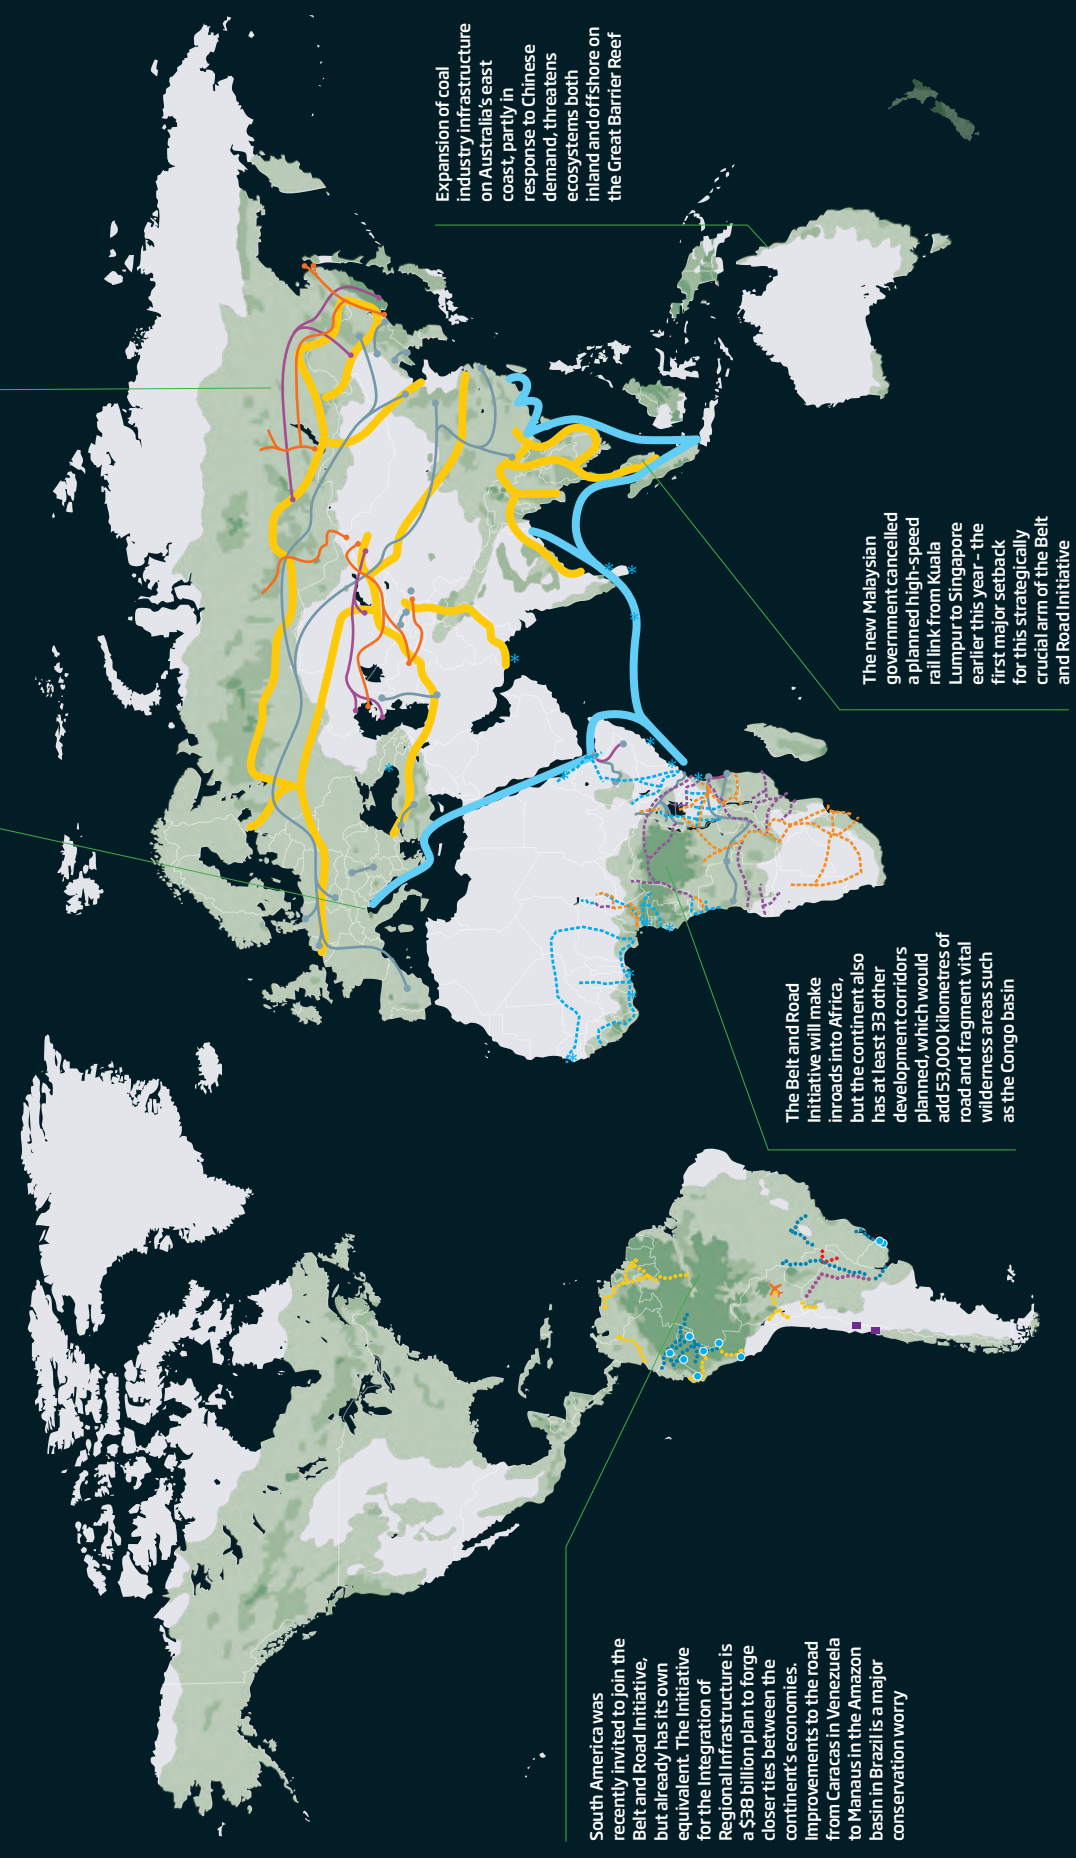 Expansion of coal
industry infrastructure
on Australia's east
coast, partly in
response to Chinese
demand, threatens
ecosystems both
inland and offshore on
the Great Barrier Reef
The new Malaysian
government cancelled
a planned high-speed
rail link from Kuala
Lumpur to Singapore
earlier this year - the
first major setback
for this strategically
crucial arm of the Belt
and Road Initiative
The Belt and Road
Initiative will make
inroads into Africa,
but the continent also
has at least 33 other
development corridors
planned, which would
add 53,000 kilometres of
road and fragment vital
wilderness areas such
as the Congo basin
South America was
recently invited to join the
Belt and Road Initiative,
but already has its own
equivalent. The Initiative
for the Integration of
Regional Infrastructure is
a $38 billion plan to forge
closer ties between the
continent's economies.
Improvements to the road
from Caracas in Venezuela
to Manaus in the Amazon
basin in Brazil is a major
conservation worry